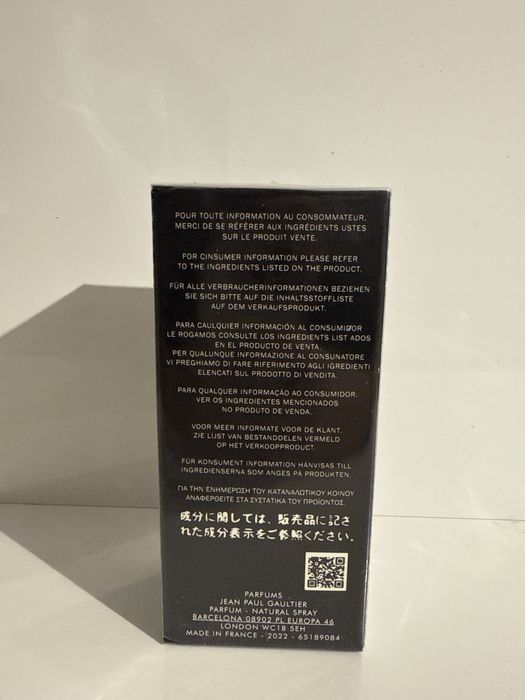 POUR TOUTE INFORMATION AU CONSOMMATEUR,
MERCI DE SE RÉFÉRER AUX INGRÉDIENTS USTES
SUR LE PRODUIT VENTE.
FOR CINSUMER INFORMATION PLEASE REFER
TO THE INGREDIENTS LISTED ON THE PRODUCT.
FÜR ALLE VERBRAUCHERINFORMATIONEN BEZIEHEN
SIE SICH BITTE AUF DIE INHALTSSTOFFLISTE
AUF DEM VERKAUFSPRODUKT.
PARA CAULQUIER INFORMACIÓN AL CONSUMIDOR
LE ROGAMOS CONSULTE LOS INGREDIENTS LIST ADOS
EN EL PRODUCTO DE VENTA.
PER QUALUNQUE INFORMAZIONE AL CONSUNATORE
VI PREGHIAMO DI FARE RIFERIMENTO AGLI IGREDIENTI
ELENCATI SUL PRODOTTO DI VENDITA.
PARA QUALQUER INFORMAÇÃO AO CONSUMIDOR.
VER OS INGREDIENTES MENCIONADOS
NO PRODUTO DE VENDA.
VOOR MEER INFORMATE VOOR DE KLANT.
ZIE LIJST VAN BESTANDDELEN VERMELD
OP HET VERKOOPPRODUCT.
FÜR KONSUMENT INFORMATION HÄNVISAS TILL
INGREDIENSERNA SOM ANGES PÅ PRODUKTEN.
ΓΙΑ ΤΗΝ ΕΝΗΜΕΡΩΣΗ ΤΟΥ ΚΑΤΑΝΑΛΩΤΙΚΟΥ ΚΟΙΝΟΥ
ΑΝΑΦΕΡΘΕΙΤΕ ΣΤΑ ΣΥΣΤΑΤΙΚΑ ΤΟΥ ΠΡΟΪΟΝΤΟΣ.
成分に関しては、販売品に記さ
れた成分表示をご参照ください。
PARFUMS
JEAN PAUL GAULTIER
PARFUM - NATURAL SPRAY
BARCELONA 08902 PL EUROPA 46
LONDON WC1B 5EH
MADE IN FRANCE - 2022 - 65189084